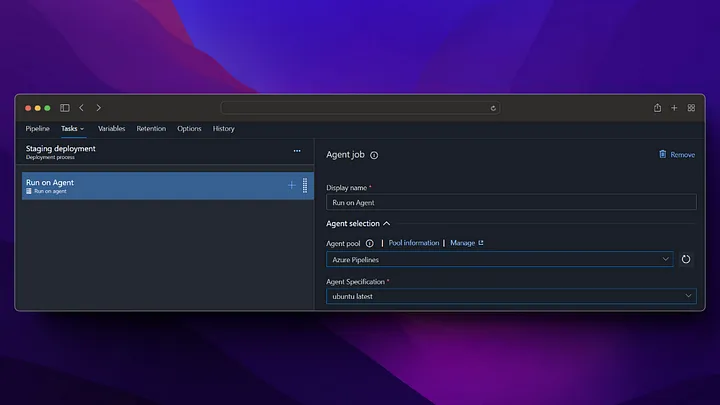 Pipeline Tasks Variables Retention Options History
Staging deployment
Deployment process
Run on Agent
Run on agent
Agent job
Remove
Display name *
Run on Agent
Agent selection
Agent pool | Pool information | Manage
Azure Pipelines
Agent Specification *
ubuntu latest